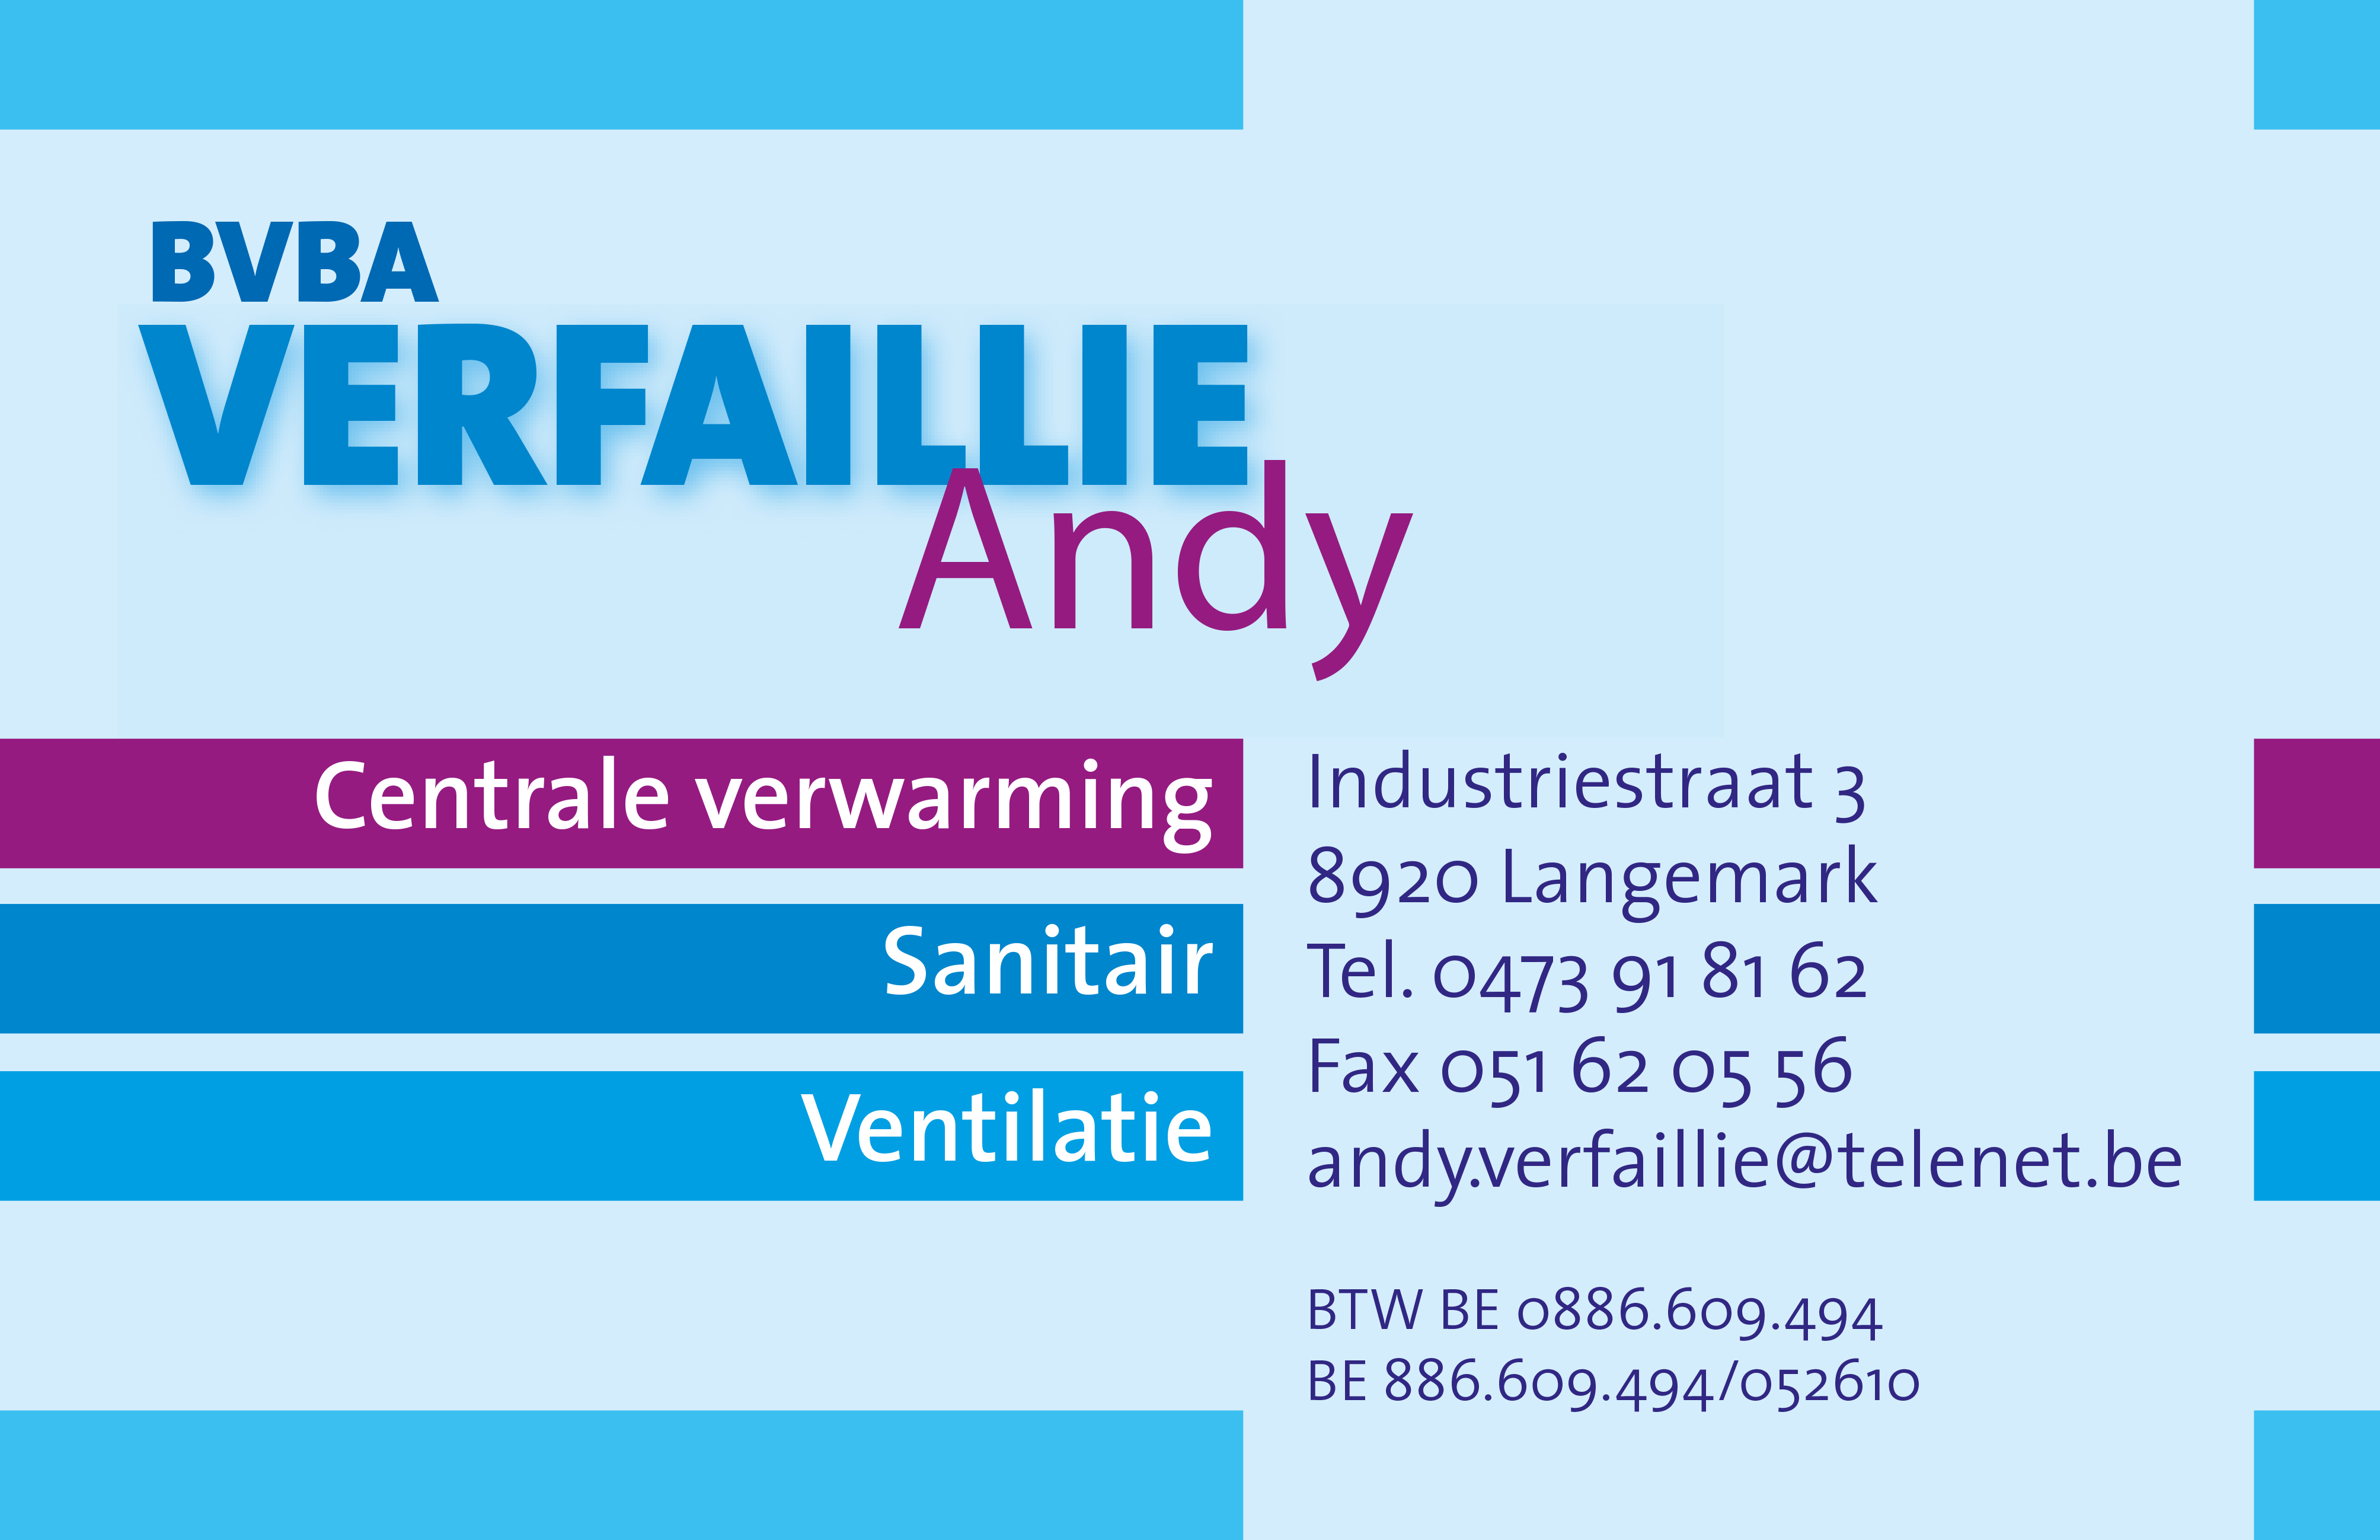 BVBA
VERFAILLIE
Andy
Centrale verwarming
Sanitair
Ventilatie
Industriestraat 3
8920 Langemark
Tel. 0473 91 81 62
Fax 051 62 05 56
andy.verfaillie@telenet.be
BTW BE 0886.609.494
BE 886.609.494/052610